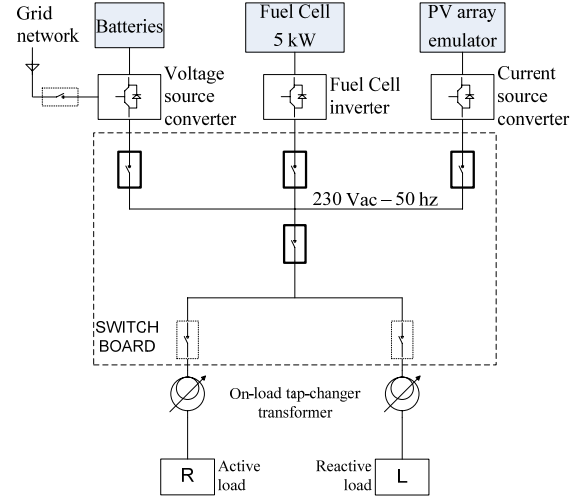 Grid
network
Batteries
Fuel Cell
5 kW
PV array
emulator
Voltage
source
converter
Fuel Cell
inverter
Current
source
converter
230 Vac – 50 hz
SWITCH
BOARD
On-load tap-changer
transformer
R
Active
load
Reactive
load
L